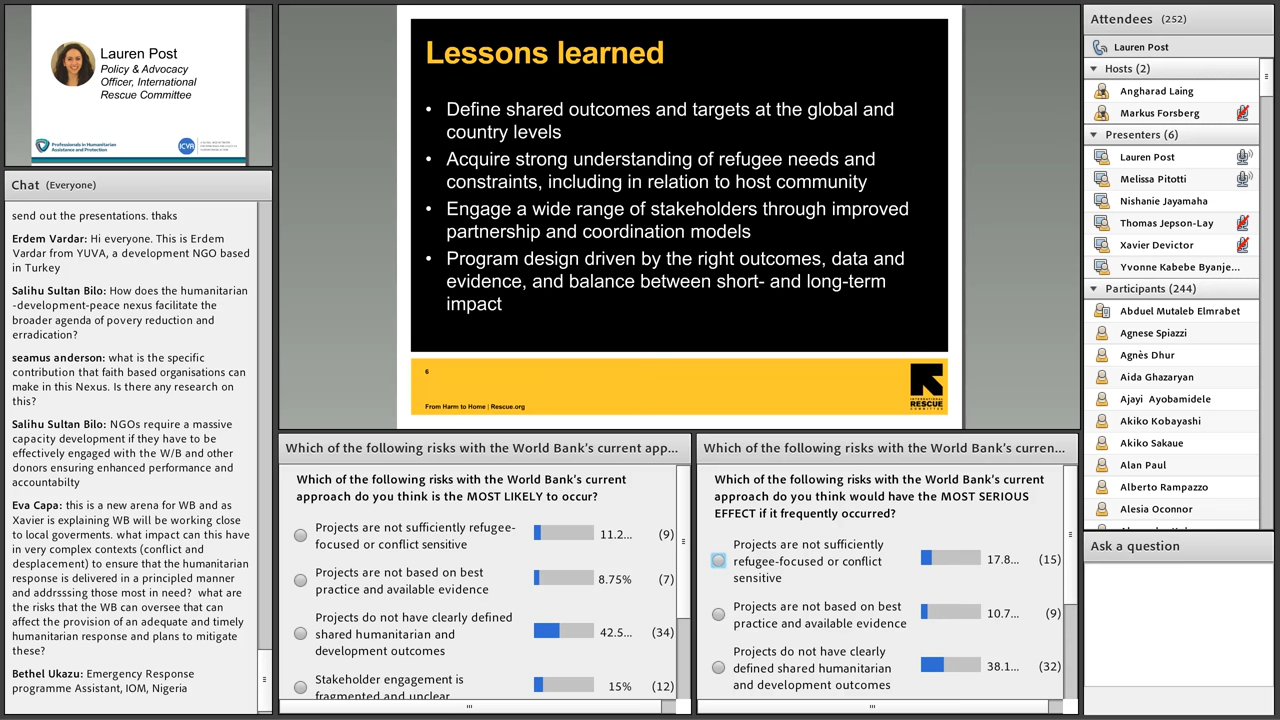 Lauren Post
Policy & Advocacy
Officer, International
Rescue Committee
Professionals in Humanitarian
Assistance and Protection
ICVA
Chat (Everyone)
send out the presentations. thaks
Erdem Vardar: Hi everyone. This is Erdem
Vardar from YUVA, a development NGO based
in Turkey
Salihu Sultan Bilo: How does the humanitarian
-development-peace nexus facilitate the
broader agenda of povery reduction and
erradication?
seamus anderson: what is the specific
contribution that faith based organisations can
make in this Nexus. Is there any research on
this?
Salihu Sultan Bilo: NGOs require a massive
capacity development if they have to be
effectively engaged with the W/B and other
donors ensuring enhanced performance and
accountabilty
Eva Capa: this is a new arena for WB and as
Xavier is explaining WB will be working close
to local goverments. what impact can this have
in very complex contexts (conflict and
displacement) to ensure that the humanitarian
response is delivered in a principled manner
and addrsssing those most in need? what are
the risks that the WB can oversee that can
affect the provision of an adequate and timely
humanitarian response and plans to mitigate
these?
Bethel Ukazu: Emergency Response
programme Assistant, IOM, Nigeria
Lessons learned
• Define shared outcomes and targets at the global and
country levels
• Acquire strong understanding of refugee needs and
constraints, including in relation to host community
• Engage a wide range of stakeholders through improved
partnership and coordination models
• Program design driven by the right outcomes, data and
evidence, and balance between short- and long-term
impact
6
From Harm to Home | Rescue.org
INTERNATIONAL
RESCUE
COMMITTEE
Which of the following risks with the World Bank's current app...
Which of the following risks with the World Bank's current
approach do you think is the MOST LIKELY to occur?
Projects are not sufficiently refugee-
focused or conflict sensitive
11.2... (9)
Projects are not based on best
practice and available evidence
8.75% (7)
Projects do not have clearly defined
shared humanitarian and
development outcomes
42.5... (34)
Stakeholder engagement is
fragmented and unclear
15% (12)
Which of the following risks with the World Bank's curren...
Which of the following risks with the World Bank's current
approach do you think would have the MOST SERIOUS
EFFECT if it frequently occurred?
Projects are not sufficiently
refugee-focused or conflict
sensitive
17.8... (15)
Projects are not based on best
practice and available evidence
10.7... (9)
Projects do not have clearly
defined shared humanitarian
and development outcomes
38.1... (32)
Attendees (252)
Lauren Post
Hosts (2)
Angharad Laing
Markus Forsberg
Presenters (6)
Lauren Post
Melissa Pitotti
Nishanie Jayamaha
Thomas Jepson-Lay
Xavier Devictor
Yvonne Kabebe Byanje...
Participants (244)
Abduel Mutaleb Elmrabet
Agnese Spiazzi
Agnès Dhur
Aida Ghazaryan
Ajayi Ayobamidele
Akiko Kobayashi
Akiko Sakaue
Alan Paul
Alberto Rampazzo
Alesia Oconnor
Ask a question